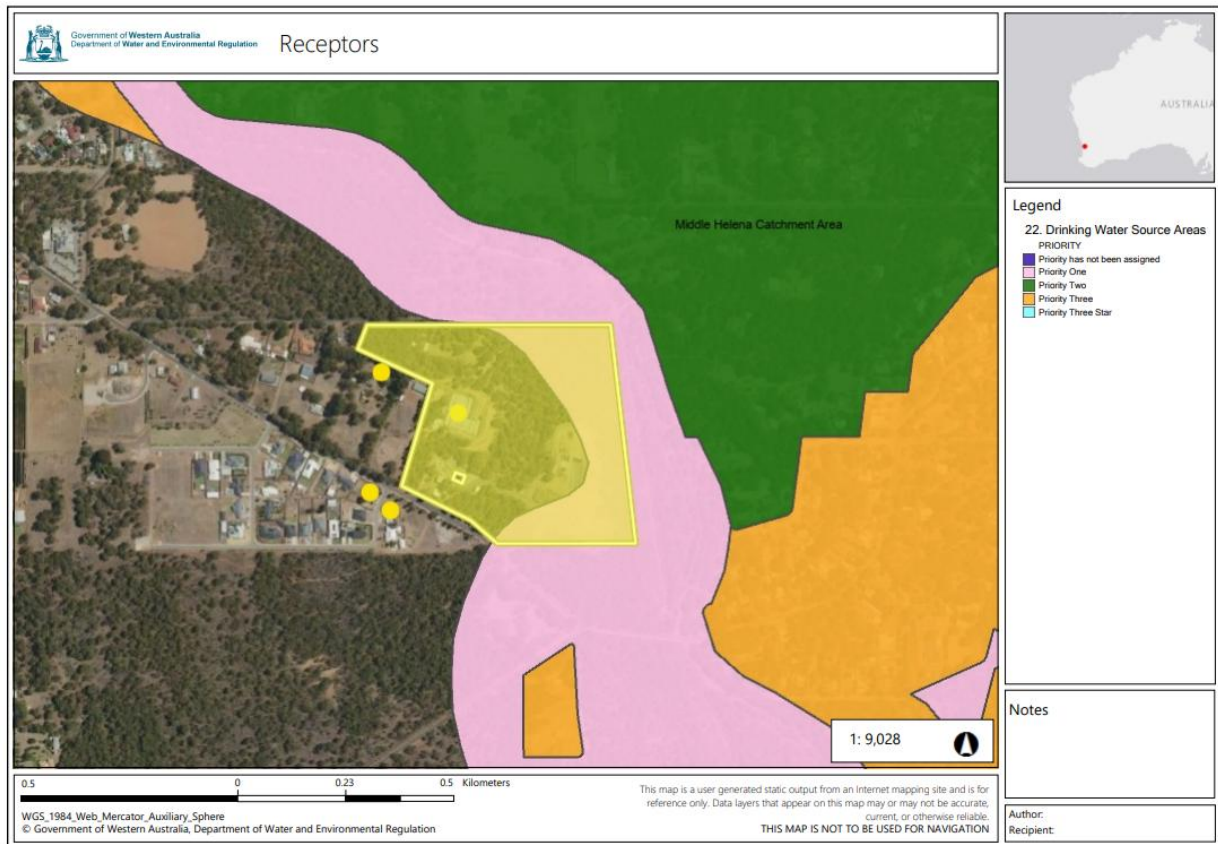 Government of Western Australia
Department of Water and Environmental Regulation
Receptors
AUSTRALIA
Middle Helena Catchment Area
Legend
22. Drinking Water Source Areas
PRIORITY
Priority has not been assigned
Priority One
Priority Two
Priority Three
Priority Three Star
1: 9,028
Notes
0.5 0 0.23 0.5 Kilometers
WGS_1984_Web_Mercator_Auxiliary_Sphere
© Government of Western Australia, Department of Water and Environmental Regulation
This map is a user generated static output from an Internet mapping site and is for
reference only. Data layers that appear on this map may or may not be accurate,
current, or otherwise reliable.
THIS MAP IS NOT TO BE USED FOR NAVIGATION
Author:
Recipient: